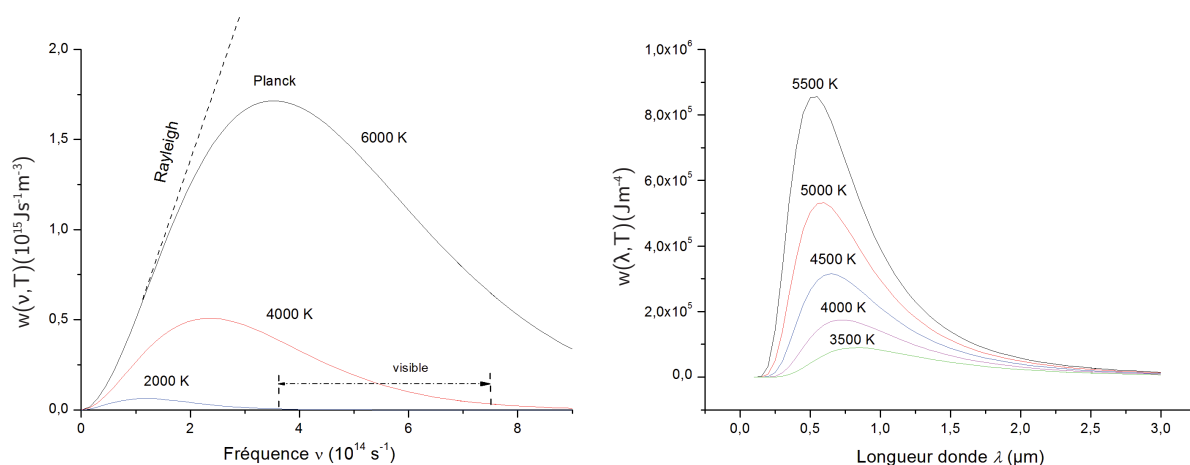 w(ν,T)(10¹⁵Js⁻¹m⁻³)
2,0
1,5
1,0
0,5
0,0
Rayleigh
Planck
6000 K
4000 K
2000 K
visible
0 2 4 6 8
Fréquence ν (10¹⁴ s⁻¹)
w(λ,T)(Jm⁻⁴)
1,0x10⁶
8,0x10⁵
6,0x10⁵
4,0x10⁵
2,0x10⁵
0,0
5500 K
5000 K
4500 K
4000 K
3500 K
0,0 0,5 1,0 1,5 2,0 2,5 3,0
Longueur donde λ (µm)